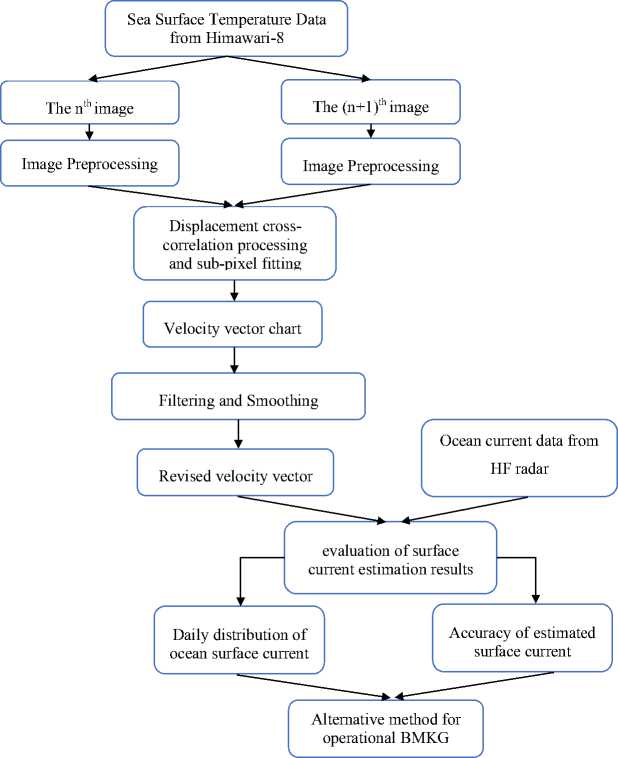 Sea Surface Temperature Data
from Himawari-8
The nth image
The (n+1)th image
Image Preprocessing
Image Preprocessing
Displacement cross-
correlation processing
and sub-pixel fitting
Velocity vector chart
Filtering and Smoothing
Ocean current data from
HF radar
Revised velocity vector
evaluation of surface
current estimation results
Daily distribution of
ocean surface current
Accuracy of estimated
surface current
Alternative method for
operational BMKG